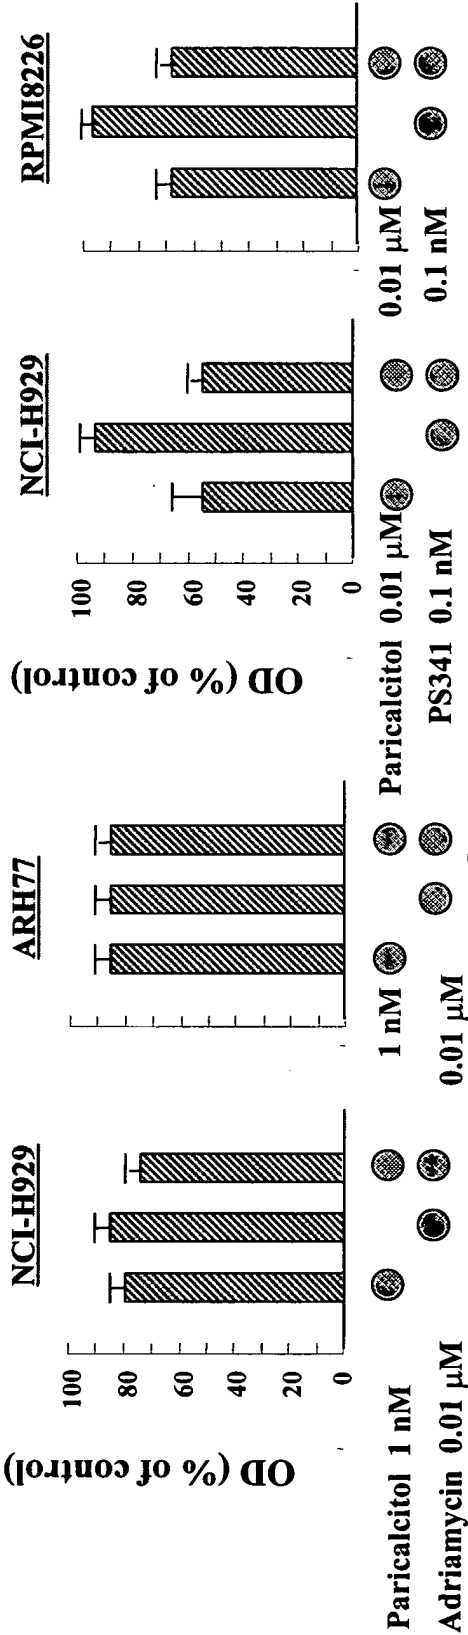 NCI-H929
ARH77
NCI-H929
RPMI8226
OD (% of control)
100
80
60
40
20
0
OD (% of control)
100
80
60
40
20
0
Paricalcitol 1 nM
1 nM
Adriamycin 0.01 µM
0.01 µM
Paricalcitol 0.01 µM
0.01 µM
PS341 0.1 nM
0.1 nM